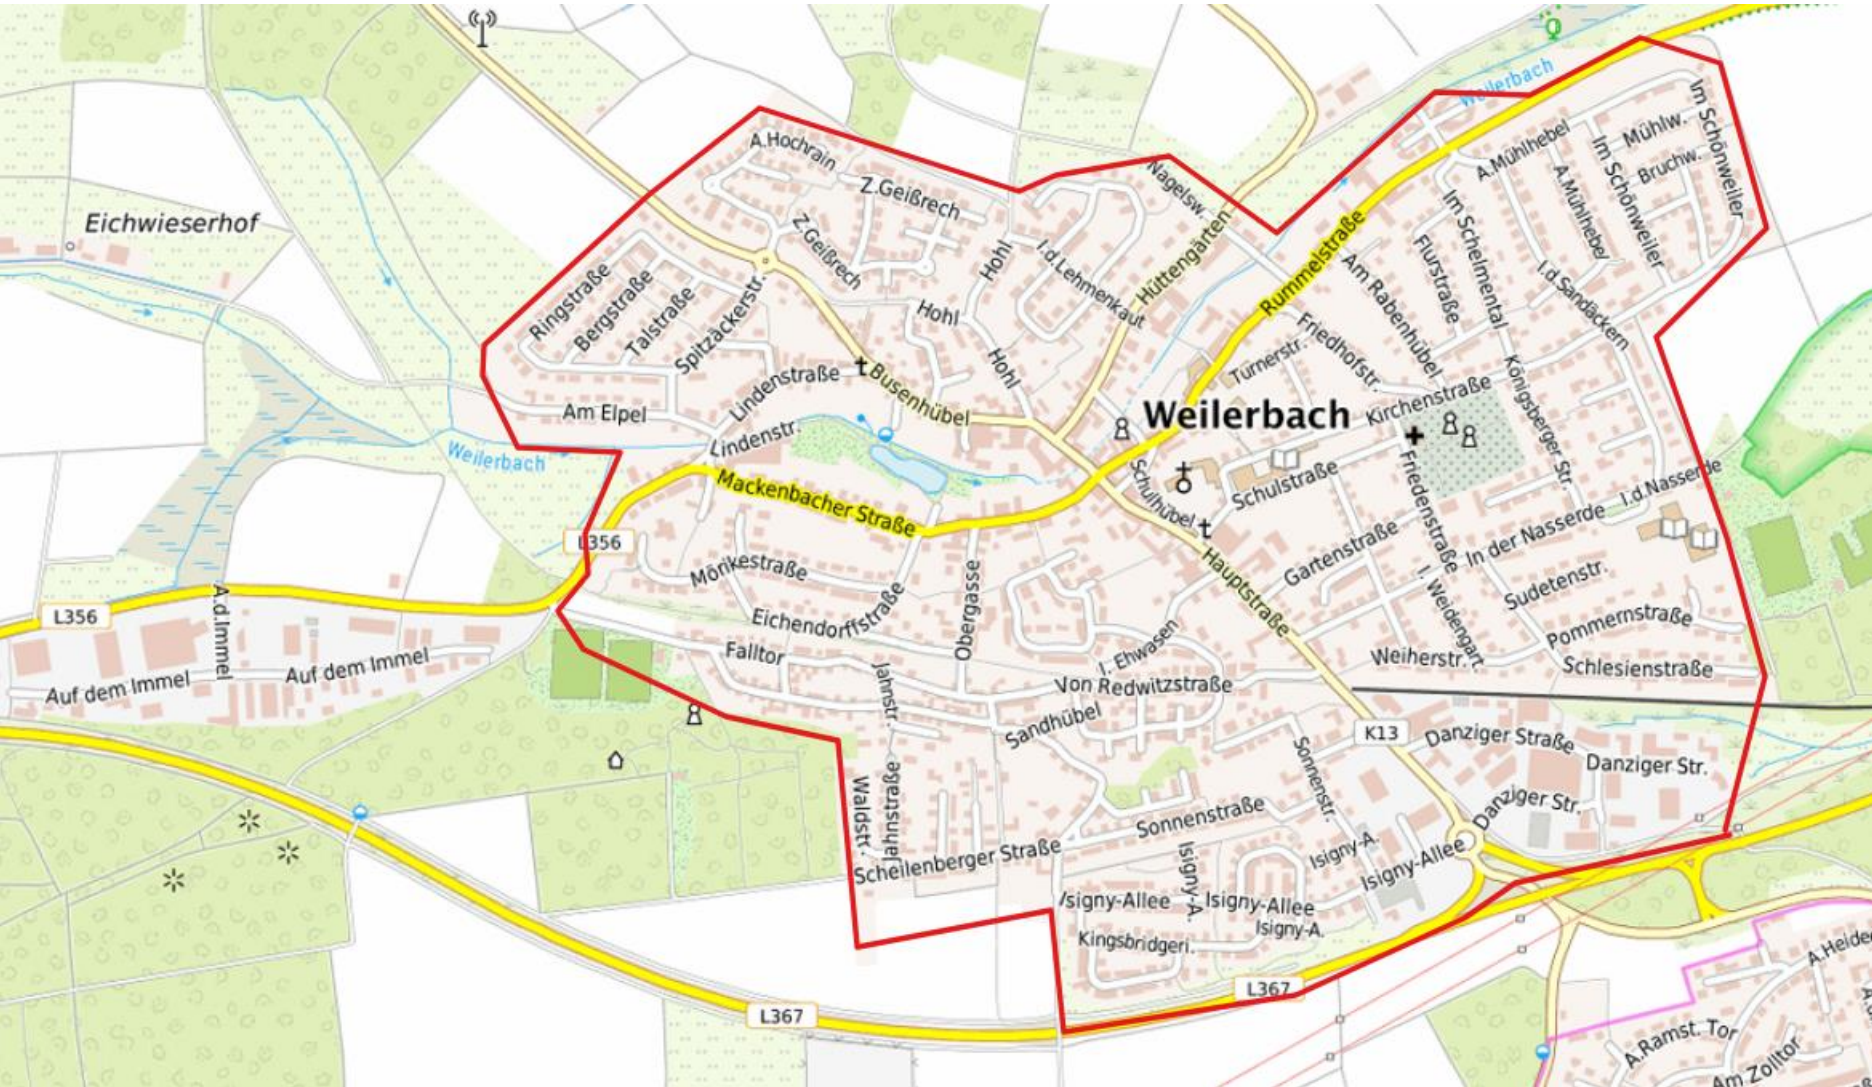 Weilerbach
Im Schönweiler
Mühlw.
A.Mühlhebel
Im Schönweiler
Bruchw.
A.Mühlhebel
A.Hochrain
Z.Geißrech
Nagelsw.
Eichwieserhof
Z.Geißrech
Hohl
I.d.Lehmenkaut
Hüttengärten
Rummelstraße
Im Schelmental
Flurstraße
Am Rabenhübel
I.d.Sandäckern
Ringstraße
Bergstraße
Talstraße
Spitzäckerstr.
Hohl
Hohl
Friedhofstr.
Turnerstr.
Lindenstraße
Busenhübel
Am Elpel
Lindenstr.
Weilerbach
Kirchenstraße
Königsberger Str.
Weilerbach
Mackenbacher Straße
Schulhübel
Schulstraße
Friedenstraße
I.d.Nasserde
In der Nasserde
L356
Mörikestraße
Hauptstraße
Gartenstraße
I. Weidengart.
Sudetenstr.
L356
A.d.Immel
Eichendorffstraße
Obergasse
Pommernstraße
Auf dem Immel
Auf dem Immel
Falltor
I. Ehwasen
Weiherstr.
Schlesienstraße
Jahnstr.
Von Redwitzstraße
Sandhübel
K13
Danziger Straße
Danziger Str.
Sonnenstr.
Waldstr.
Jahnstraße
Danziger Str.
Sonnenstraße
Schellenberger Straße
Isigny-A.
Isigny-Allee
Isigny-A.
Isigny-Allee
Isigny-Allee
Isigny-A.
Kingsbridgeri.
L367
L367
A.Ramst. Tor
Am Zolltor